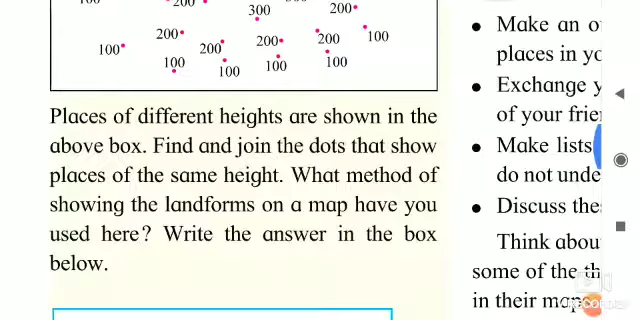 200
300
200
200
200
200
200
100
100
100
100
100
100
Places of different heights are shown in the
above box. Find and join the dots that show
places of the same height. What method of
showing the landforms on a map have you
used here? Write the answer in the box
below.
• Make an o
places in yo
• Exchange y
of your frie
• Make lists
do not unde
• Discuss the
Think abou
some of the th
in their maps